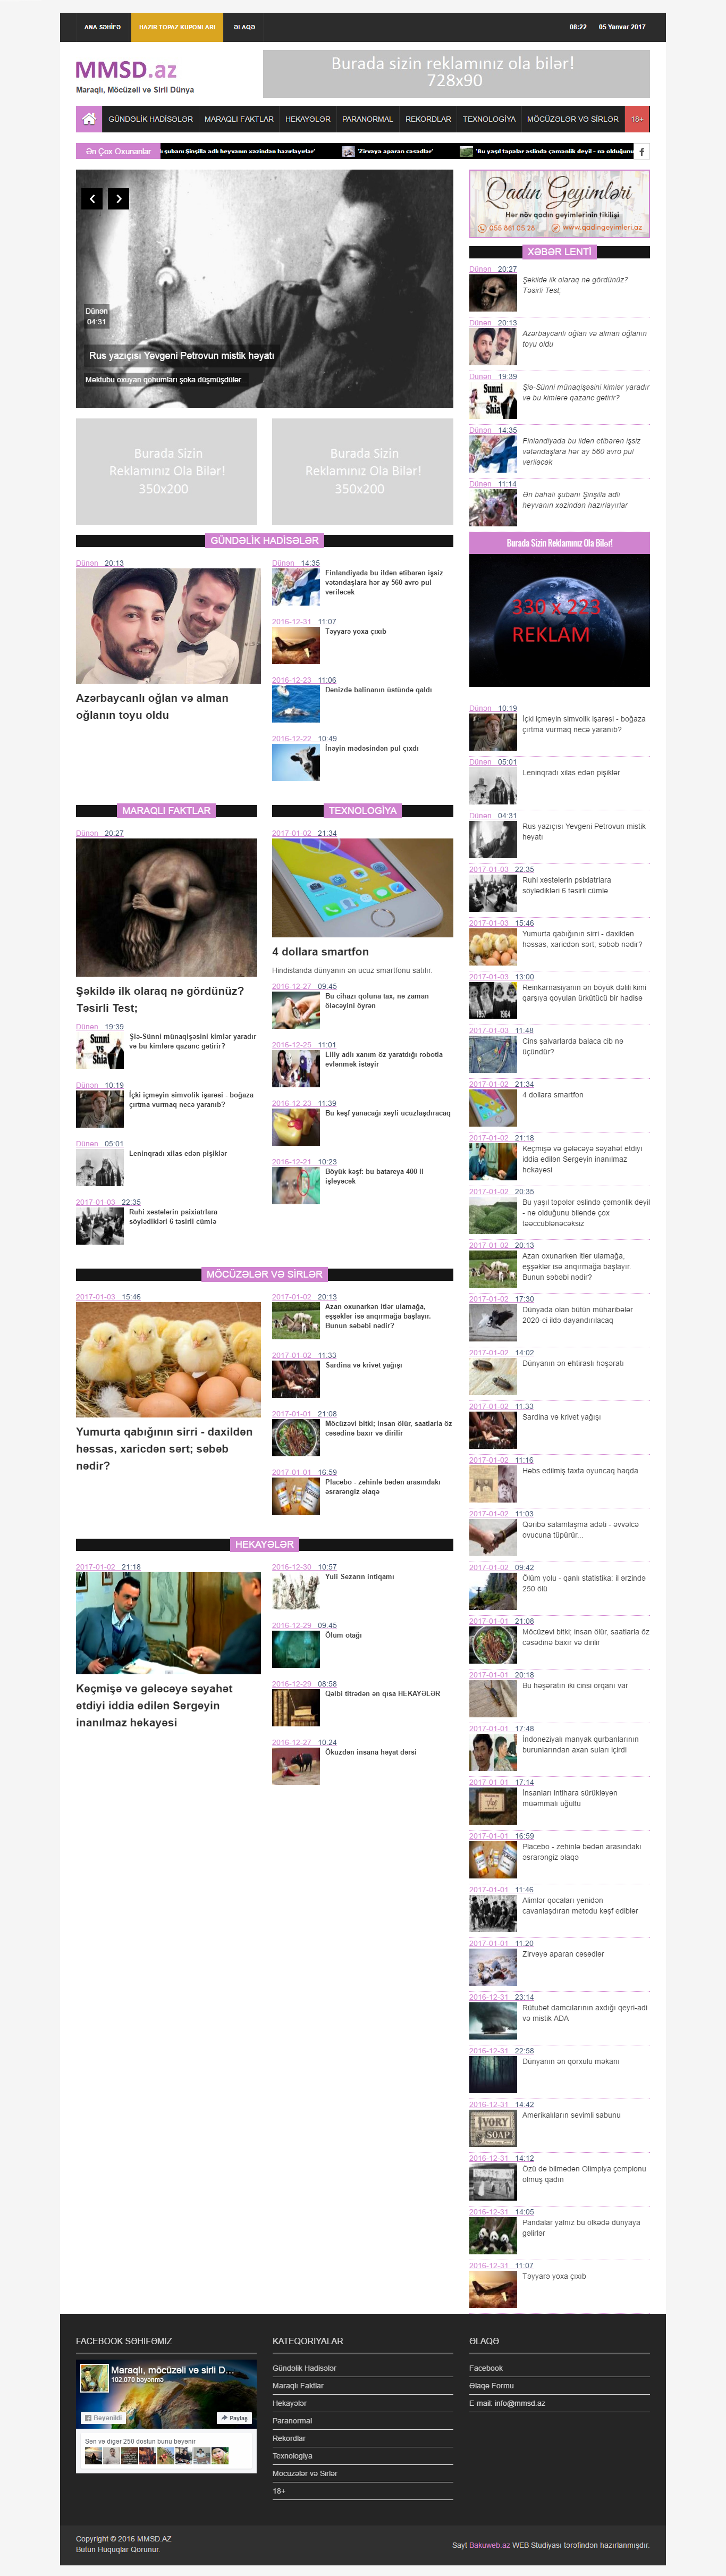 ANA SƏHİFƏ
HAZIR TOPAZ KUPONLARI
ƏLAQƏ
08:22
05 Yanvar 2017
MMSD.az
Maraqlı, Möcüzəli və Sirli Dünya
Burada sizin reklamınız ola bilər!
728x90
GÜNDƏLİK HADİSƏLƏR
MARAQLI FAKTLAR
HEKAYƏLƏR
PARANORMAL
REKORDLAR
TEXNOLOGİYA
MÖCÜZƏLƏR VƏ SİRLƏR
18+
Ən Çox Oxunanlar
şubanı Şinşilla adlı heyvanın xəzindən hazırlayırlar'
'Zirvəyə aparan cəsədlər'
'Bu yaşıl təpələr əslində çəmənlik deyil - nə olduğunu
Dünən
04:31
Rus yazıçısı Yevgeni Petrovun mistik həyatı
Məktubu oxuyan qohumları şoka düşmüşdülər...
Burada Sizin
Reklamınız Ola Bilər!
350x200
Burada Sizin
Reklamınız Ola Bilər!
350x200
GÜNDƏLİK HADİSƏLƏR
Dünən 20:13
Azərbaycanlı oğlan və alman
oğlanın toyu oldu
Dünən 14:35
Finlandiyada bu ildən etibarən işsiz
vətəndaşlara hər ay 560 avro pul
veriləcək
2016-12-31 11:07
Təyyarə yoxa çıxıb
2016-12-23 11:06
Dənizdə balinanın üstündə qaldı
2016-12-22 10:49
İnəyin mədəsindən pul çıxdı
MARAQLI FAKTLAR
Dünən 20:27
Şəkildə ilk olaraq nə gördünüz?
Təsirli Test;
Dünən 19:39
Sunni
vs
Shia
Şiə-Sünni münaqişəsini kimlər yaradır
və bu kimlərə qazanc gətirir?
Dünən 10:19
İçki içməyin simvolik işarəsi - boğaza
çırtma vurmaq necə yaranıb?
Dünən 05:01
Leninqradı xilas edən pişiklər
2017-01-03 22:35
Ruhi xəstələrin psixiatrlara
söylədikləri 6 təsirli cümlə
TEXNOLOGİYA
2017-01-02 21:34
4 dollara smartfon
Hindistanda dünyanın ən ucuz smartfonu satılır.
2016-12-27 09:45
Bu cihazı qoluna tax, nə zaman
öləcəyini öyrən
2016-12-25 11:01
Lilly adlı xanım öz yaratdığı robotla
evlənmək istəyir
2016-12-23 11:39
Bu kəşf yanacağı xeyli ucuzlaşdıracaq
2016-12-21 10:23
Böyük kəşf: bu batareya 400 il
işləyəcək
MÖCÜZƏLƏR VƏ SİRLƏR
2017-01-03 15:46
Yumurta qabığının sirri - daxildən
həssas, xaricdən sərt; səbəb
nədir?
2017-01-02 20:13
Azan oxunarkən itlər ulamağa,
eşşəklər isə anqırmağa başlayır.
Bunun səbəbi nədir?
2017-01-02 11:33
Sardina və krivet yağışı
2017-01-01 21:08
Möcüzəvi bitki; insan ölür, saatlarla öz
cəsədinə baxır və dirilir
2017-01-01 16:59
Placebo - zehinlə bədən arasındakı
əsrarəngiz əlaqə
HEKAYƏLƏR
2017-01-02 21:18
Keçmişə və gələcəyə səyahət
etdiyi iddia edilən Sergeyin
inanılmaz hekayəsi
2016-12-30 10:57
Yuli Sezarın intiqamı
2016-12-29 09:45
Ölüm otağı
2016-12-29 08:58
Qəlbi titrədən ən qısa HEKAYƏLƏR
2016-12-27 10:24
Öküzdən insana həyat dərsi
Qadın Geyimləri
Hər növ qadın geyimlərinin tikilişi
055 881 05 26
www.qadingeyimleri.az
XƏBƏR LENTİ
Dünən 20:27
Şəkildə ilk olaraq nə gördünüz?
Təsirli Test;
Dünən 20:13
Azərbaycanlı oğlan və alman oğlanın
toyu oldu
Dünən 19:39
Sunni
vs
Shia
Şiə-Sünni münaqişəsini kimlər yaradır
və bu kimlərə qazanc gətirir?
Dünən 14:35
Finlandiyada bu ildən etibarən işsiz
vətəndaşlara hər ay 560 avro pul
veriləcək
Dünən 11:14
Ən bahalı şubanı Şinşilla adlı
heyvanın xəzindən hazırlayırlar
Burada Sizin Reklamınız Ola Bilər!
330 x 223
REKLAM
Dünən 10:19
İçki içməyin simvolik işarəsi - boğaza
çırtma vurmaq necə yaranıb?
Dünən 05:01
Leninqradı xilas edən pişiklər
Dünən 04:31
Rus yazıçısı Yevgeni Petrovun mistik
həyatı
2017-01-03 22:35
Ruhi xəstələrin psixiatrlara
söylədikləri 6 təsirli cümlə
2017-01-03 15:46
Yumurta qabığının sirri - daxildən
həssas, xaricdən sərt; səbəb nədir?
2017-01-03 13:00
1957 1964
Reinkarnasiyanın ən böyük dəlili kimi
qarşıya qoyulan ürkütücü bir hadisə
2017-01-03 11:48
Cins şalvarlarda balaca cib nə
üçündür?
2017-01-02 21:34
4 dollara smartfon
2017-01-02 21:18
Keçmişə və gələcəyə səyahət etdiyi
iddia edilən Sergeyin inanılmaz
hekayəsi
2017-01-02 20:35
Bu yaşıl təpələr əslində çəmənlik deyil
- nə olduğunu biləndə çox
təəccüblənəcəksiz
2017-01-02 20:13
Azan oxunarkən itlər ulamağa,
eşşəklər isə anqırmağa başlayır.
Bunun səbəbi nədir?
2017-01-02 17:30
Dünyada olan bütün müharibələr
2020-ci ildə dayandırılacaq.
2017-01-02 14:02
Dünyanın ən ehtiraslı həşəratı
2017-01-02 11:33
Sardina və krivet yağışı
2017-01-02 11:16
Həbs edilmiş taxta oyuncaq haqda
2017-01-02 11:03
Qəribə salamlaşma adəti - əvvəlcə
ovucuna tüpürür...
2017-01-02 09:42
Ölüm yolu - qanlı statistika: il ərzində
250 ölü
2017-01-01 21:08
Möcüzəvi bitki; insan ölür, saatlarla öz
cəsədinə baxır və dirilir
2017-01-01 20:18
Bu həşəratın iki cinsi orqanı var
2017-01-01 17:48
İndoneziyalı manyak qurbanlarının
burunlarından axan suları içirdi
2017-01-01 17:14
İnsanları intihara sürükləyən
müəmmalı uğultu
2017-01-01 16:59
Placebo - zehinlə bədən arasındakı
əsrarəngiz əlaqə
2017-01-01 11:46
Alimlər qocaları yenidən
cavanlaşdıran metodu kəşf ediblər
2017-01-01 11:20
Zirvəyə aparan cəsədlər
2016-12-31 23:14
Rütubət damcılarının axdığı qeyri-adi
və mistik ADA
2016-12-31 22:58
Dünyanın ən qorxulu məkanı
2016-12-31 14:42
IVORY
SOAP
Amerikalıların sevimli sabunu
2016-12-31 14:12
Özü də bilmədən Olimpiya çempionu
olmuş qadın
2016-12-31 14:05
Pandalar yalnız bu ölkədə dünyaya
gəlirlər
2016-12-31 11:07
Təyyarə yoxa çıxıb
FACEBOOK SƏHİFƏMİZ
Maraqlı, möcüzəli və sirli D...
102.070 bəyənmə
Bəyənildi
Paylaş
Sən və digər 250 dostun bunu bəyənir
KATEQORİYALAR
Gündəlik Hadisələr
Maraqlı Faktlar
Hekayələr
Paranormal
Rekordlar
Texnologiya
Möcüzələr və Sirlər
18+
ƏLAQƏ
Facebook
Əlaqə Formu
E-mail: info@mmsd.az
Copyright © 2016 MMSD.AZ
Bütün Hüquqlar Qorunur.
Sayt Bakuweb.az WEB Studiyası tərəfindən hazırlanmışdır.